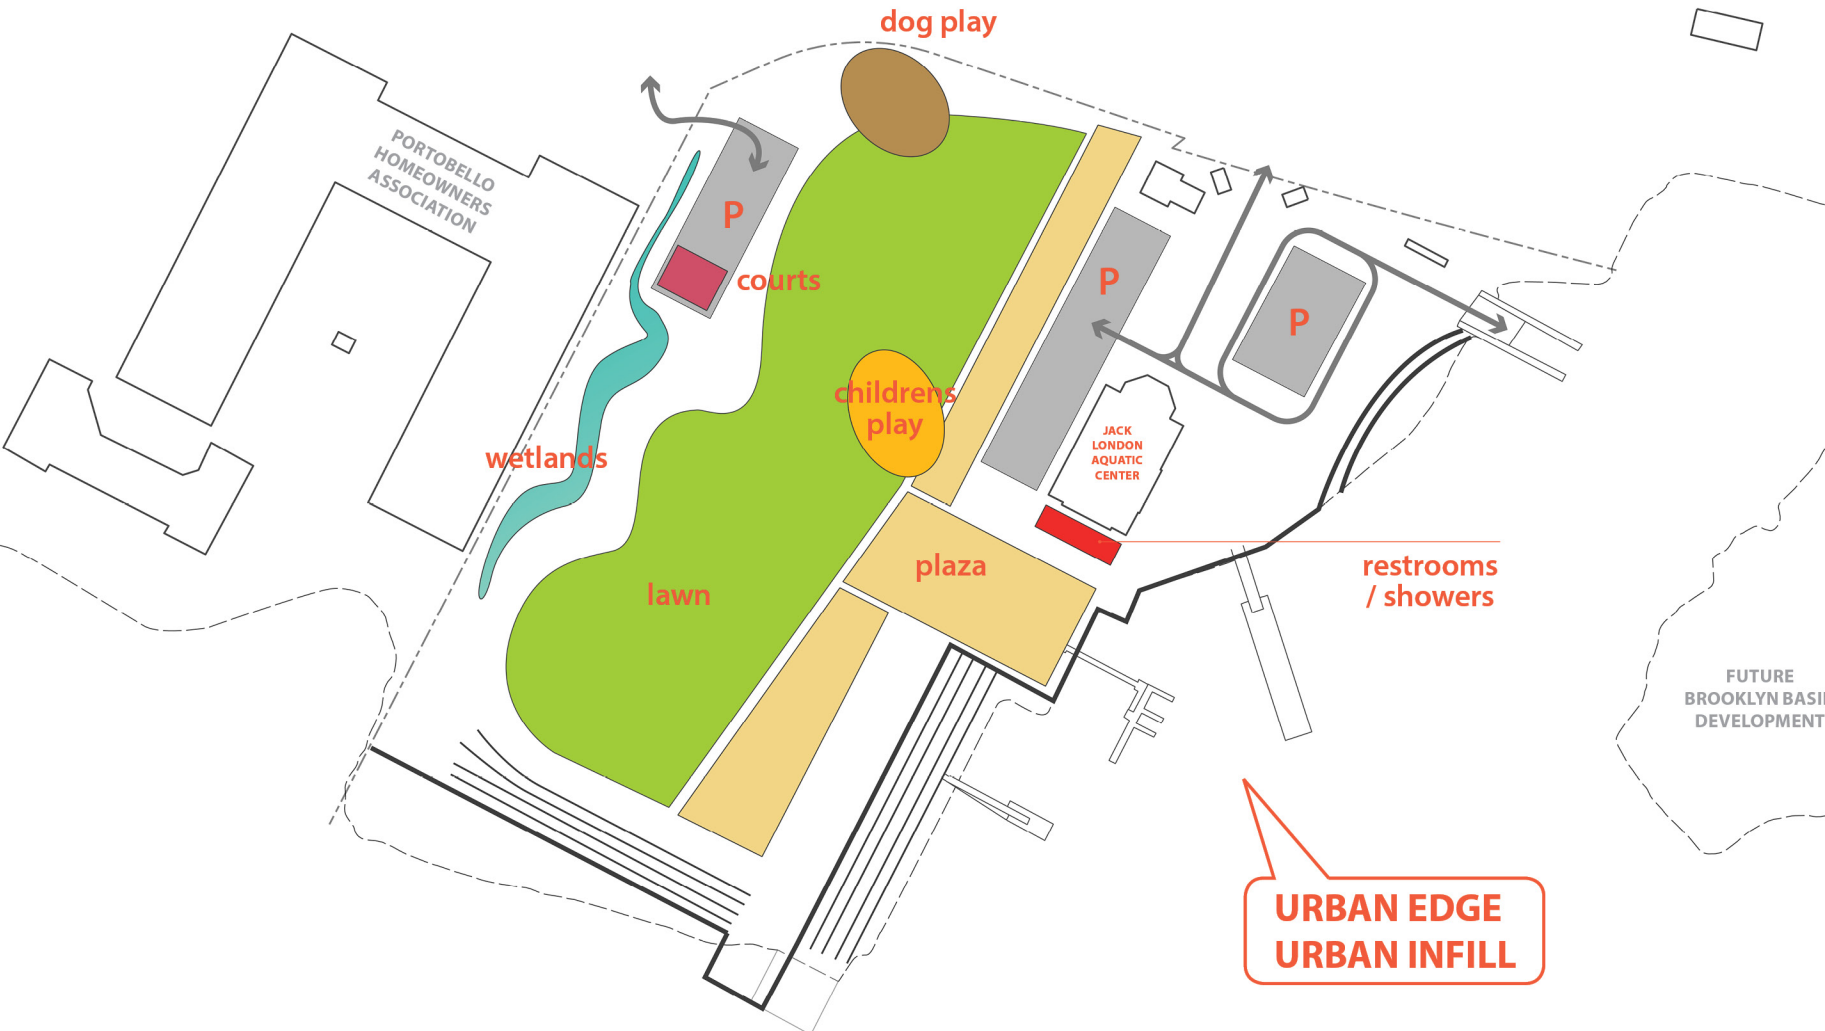 dog play
PORTOBELLO
HOMEOWNERS
ASSOCIATION
P
courts
P
P
childrens
play
JACK
LONDON
AQUATIC
CENTER
wetlands
plaza
restrooms
/ showers
lawn
FUTURE
BROOKLYN BASI
DEVELOPMENT
URBAN EDGE
URBAN INFILL